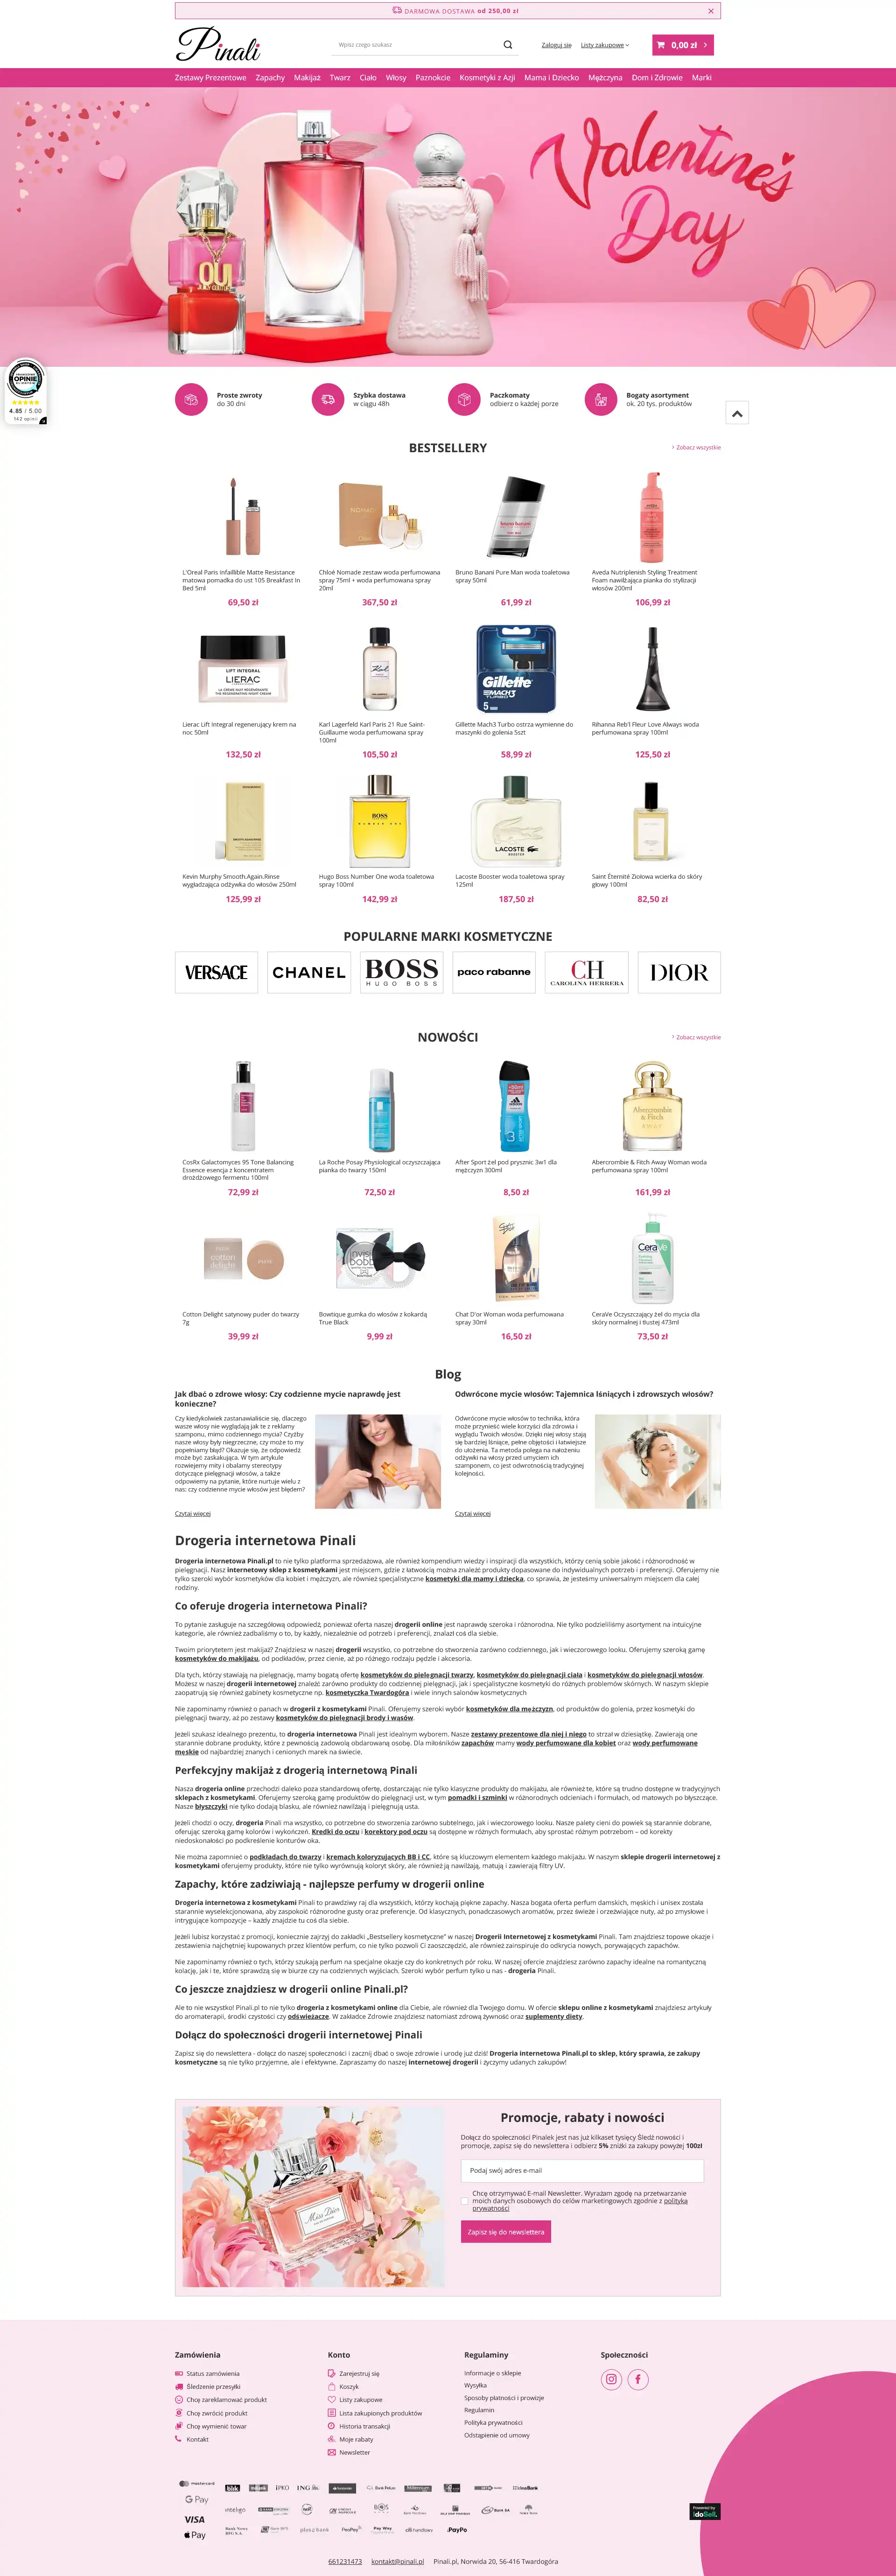 DARMOWA DOSTAWA od 250,00 zł
Pinali
Wpisz czego szukasz
Zaloguj się
Listy zakupowe
0,00 zł
Zestawy Prezentowe Zapachy Makijaż Twarz Ciało Włosy Paznokcie Kosmetyki z Azji Mama i Dziecko Mężczyzna Dom i Zdrowie Marki
Valentine's
Day
OUI
OPINIE
4.85 / 5.00
142 opinii
Proste zwroty
do 30 dni
Szybka dostawa
w ciągu 48h
Paczkomaty
odbierz o każdej porze
Bogaty asortyment
ok. 20 tys. produktów
BESTSELLERY
Zobacz wszystkie
L'Oreal Paris Infaillible Matte Resistance
matowa pomadka do ust 105 Breakfast In
Bed 5ml
69,50 zł
Chloé Nomade zestaw woda perfumowana
spray 75ml + woda perfumowana spray
20ml
367,50 zł
Bruno Banani Pure Man woda toaletowa
spray 50ml
61,99 zł
Aveda Nutriplenish Styling Treatment
Foam nawilżająca pianka do stylizacji
włosów 200ml
106,99 zł
LIFT INTEGRAL
LIERAC
Lierac Lift Integral regenerujący krem na
noc 50ml
132,50 zł
Karl Lagerfeld Karl Paris 21 Rue Saint-
Guillaume woda perfumowana spray
100ml
105,50 zł
Gillette
MACH3
TURBO
5
Gillette Mach3 Turbo ostrza wymienne do
maszynki do golenia 5szt
58,99 zł
Rihanna Reb'l Fleur Love Always woda
perfumowana spray 100ml
125,50 zł
Kevin Murphy Smooth.Again.Rinse
wygładzająca odżywka do włosów 250ml
125,99 zł
BOSS
Hugo Boss Number One woda toaletowa
spray 100ml
142,99 zł
LACOSTE
BOOSTER
Lacoste Booster woda toaletowa spray
125ml
187,50 zł
Saint Éternité Ziołowa wcierka do skóry
głowy 100ml
82,50 zł
POPULARNE MARKI KOSMETYCZNE
VERSACE
CHANEL
BOSS
HUGO BOSS
paco rabanne
CH
CAROLINA HERRERA
DIOR
NOWOŚCI
Zobacz wszystkie
CosRx Galactomyces 95 Tone Balancing
Essence esencja z koncentratem
drożdżowego fermentu 100ml
72,99 zł
La Roche Posay Physiological oczyszczająca
pianka do twarzy 150ml
72,50 zł
After Sport żel pod prysznic 3w1 dla
mężczyzn 300ml
8,50 zł
Abercrombie & Fitch Away Woman woda
perfumowana spray 100ml
161,99 zł
Cotton Delight satynowy puder do twarzy
7g
39,99 zł
Bowtique gumka do włosów z kokardą
True Black
9,99 zł
Chat D'or Woman woda perfumowana
spray 30ml
16,50 zł
CeraVe
CeraVe Oczyszczający żel do mycia dla
skóry normalnej i tłustej 473ml
73,50 zł
Blog
Jak dbać o zdrowe włosy: Czy codzienne mycie naprawdę jest
konieczne?
Czy kiedykolwiek zastanawialiście się, dlaczego
wasze włosy nie wyglądają jak te z reklamy
szamponu, mimo codziennego mycia? Czyżby
nasze włosy były niegrzeczne, czy może to my
popełniamy błąd? Okazuje się, że odpowiedź
może być zaskakująca. W tym artykule
rozwiejemy mity i obalamy stereotypy
dotyczące pielęgnacji włosów, a także
odpowiemy na pytanie, które nurtuje wielu z
nas: czy codzienne mycie włosów jest błędem?
Czytaj więcej
Odwrócone mycie włosów: Tajemnica lśniących i zdrowszych włosów?
Odwrócone mycie włosów to technika, która
może przynieść wiele korzyści dla zdrowia i
wyglądu Twoich włosów. Dzięki niej włosy stają
się bardziej lśniące, pełne objętości i łatwiejsze
do ułożenia. Ta metoda polega na nałożeniu
odżywki na włosy przed umyciem ich
szamponem, co jest odwrotnością tradycyjnej
kolejności.
Czytaj więcej
Drogeria internetowa Pinali
Drogeria internetowa Pinali.pl to nie tylko platforma sprzedażowa, ale również kompendium wiedzy i inspiracji dla wszystkich, którzy cenią sobie jakość i różnorodność w
pielęgnacji. Nasz internetowy sklep z kosmetykami jest miejscem, gdzie z łatwością można znaleźć produkty dopasowane do indywidualnych potrzeb i preferencji. Oferujemy nie
tylko szeroki wybór kosmetyków dla kobiet i mężczyzn, ale również specjalistyczne kosmetyki dla mamy i dziecka, co sprawia, że jesteśmy uniwersalnym miejscem dla całej
rodziny.
Co oferuje drogeria internetowa Pinali?
To pytanie zasługuje na szczegółową odpowiedź, ponieważ oferta naszej drogerii online jest naprawdę szeroka i różnorodna. Nie tylko podzieliliśmy asortyment na intuicyjne
kategorie, ale również zadbaliśmy o to, by każdy, niezależnie od potrzeb i preferencji, znalazł coś dla siebie.
Twoim priorytetem jest makijaż? Znajdziesz w naszej drogerii wszystko, co potrzebne do stworzenia zarówno codziennego, jak i wieczorowego looku. Oferujemy szeroką gamę
kosmetyków do makijażu, od podkładów, przez cienie, aż po różnego rodzaju pędzle i akcesoria.
Dla tych, którzy stawiają na pielęgnację, mamy bogatą ofertę kosmetyków do pielęgnacji twarzy, kosmetyków do pielęgnacji ciała i kosmetyków do pielęgnacji włosów.
Możesz w naszej drogerii internetowej znaleźć zarówno produkty do codziennej pielęgnacji, jak i specjalistyczne kosmetyki do różnych problemów skórnych. W naszym sklepie
zaopatrują się również gabinety kosmetyczne np. kosmetyczka Twardogóra i wiele innych salonów kosmetycznych
Nie zapominamy również o panach w drogerii z kosmetykami Pinali. Oferujemy szeroki wybór kosmetyków dla mężczyzn, od produktów do golenia, przez kosmetyki do
pielęgnacji twarzy, aż po zestawy kosmetyków do pielęgnacji brody i wąsów.
Jeżeli szukasz idealnego prezentu, to drogeria internetowa Pinali jest idealnym wyborem. Nasze zestawy prezentowe dla niej i niego to strzał w dziesiątkę. Zawierają one
starannie dobrane produkty, które z pewnością zadowolą obdarowaną osobę. Dla miłośników zapachów mamy wody perfumowane dla kobiet oraz wody perfumowane
męskie od najbardziej znanych i cenionych marek na świecie.
Perfekcyjny makijaż z drogerią internetową Pinali
Nasza drogeria online przechodzi daleko poza standardową ofertę, dostarczając nie tylko klasyczne produkty do makijażu, ale również te, które są trudno dostępne w tradycyjnych
sklepach z kosmetykami. Oferujemy szeroką gamę produktów do pielęgnacji ust, w tym pomadki i szminki w różnorodnych odcieniach i formułach, od matowych po błyszczące.
Nasze błyszczyki nie tylko dodają blasku, ale również nawilżają i pielęgnują usta.
Jeżeli chodzi o oczy, drogeria Pinali ma wszystko, co potrzebne do stworzenia zarówno subtelnego, jak i wieczorowego looku. Nasze palety cieni do powiek są starannie dobrane,
oferując szeroką gamę kolorów i wykończeń. Kredki do oczu i korektory pod oczu są dostępne w różnych formułach, aby sprostać różnym potrzebom – od korekty
niedoskonałości po podkreślenie konturów oka.
Nie można zapomnieć o podkładach do twarzy i kremach koloryzujących BB i CC, które są kluczowym elementem każdego makijażu. W naszym sklepie drogerii internetowej z
kosmetykami oferujemy produkty, które nie tylko wyrównują koloryt skóry, ale również ją nawilżają, matują i zawierają filtry UV.
Zapachy, które zadziwiają - najlepsze perfumy w drogerii online
Drogeria internetowa z kosmetykami Pinali to prawdziwy raj dla wszystkich, którzy kochają piękne zapachy. Nasza bogata oferta perfum damskich, męskich i unisex została
starannie wyselekcjonowana, aby zaspokoić różnorodne gusty oraz preferencje. Od klasycznych, ponadczasowych aromatów, przez świeże i orzeźwiające nuty, aż po zmysłowe i
intrygujące kompozycje – każdy znajdzie tu coś dla siebie.
Jeżeli lubisz korzystać z promocji, koniecznie zajrzyj do zakładki „Bestsellery kosmetyczne" w naszej Drogerii Internetowej z kosmetykami Pinali. Tam znajdziesz topowe okazje i
zestawienia najchętniej kupowanych przez klientów perfum, co nie tylko pozwoli Ci zaoszczędzić, ale również zainspiruje do odkrycia nowych, porywających zapachów.
Nie zapominamy również o tych, którzy szukają perfum na specjalne okazje czy do konkretnych pór roku. W naszej ofercie znajdziesz zarówno zapachy idealne na romantyczną
kolację, jak i te, które sprawdzą się w biurze czy na codziennych wyjściach. Szeroki wybór perfum tylko u nas - drogeria Pinali.
Co jeszcze znajdziesz w drogerii online Pinali.pl?
Ale to nie wszystko! Pinali.pl to nie tylko drogeria z kosmetykami online dla Ciebie, ale również dla Twojego domu. W ofercie sklepu online z kosmetykami znajdziesz artykuły
do aromaterapii, środki czystości czy odświeżacze. W zakładce Zdrowie znajdziesz natomiast zdrową żywność oraz suplementy diety.
Dołącz do społeczności drogerii internetowej Pinali
Zapisz się do newslettera - dołącz do naszej społeczności i zacznij dbać o swoje zdrowie i urodę już dziś! Drogeria internetowa Pinali.pl to sklep, który sprawia, że zakupy
kosmetyczne są nie tylko przyjemne, ale i efektywne. Zapraszamy do naszej internetowej drogerii i życzymy udanych zakupów!
Miss Dior
Promocje, rabaty i nowości
Dołącz do społeczności Pinalek jest nas już kilkaset tysięcy Śledź nowości i
promocje, zapisz się do newslettera i odbierz 5% zniżki za zakupy powyżej 100zł
Podaj swój adres e-mail
Chcę otrzymywać E-mail Newsletter. Wyrażam zgodę na przetwarzanie
moich danych osobowych do celów marketingowych zgodnie z polityką
prywatności
Zapisz się do newslettera
Zamówienia
Status zamówienia
Śledzenie przesyłki
Chcę zareklamować produkt
Chcę zwrócić produkt
Chcę wymienić towar
Kontakt
Konto
Zarejestruj się
Koszyk
Listy zakupowe
Lista zakupionych produktów
Historia transakcji
Moje rabaty
Newsletter
Regulaminy
Informacje o sklepie
Wysyłka
Sposoby płatności i prowizje
Regulamin
Polityka prywatności
Odstąpienie od umowy
Społeczności
mastercard
blik
iPKO
ING
Millennium
G Pay
inteligo
VISA
Apple Pay
plusz bank
PeoPay
Pay Way
citi handlowy
PayPo
Powered by
IdoSell
661231473 kontakt@pinali.pl Pinali.pl, Norwida 20, 56-416 Twardogóra